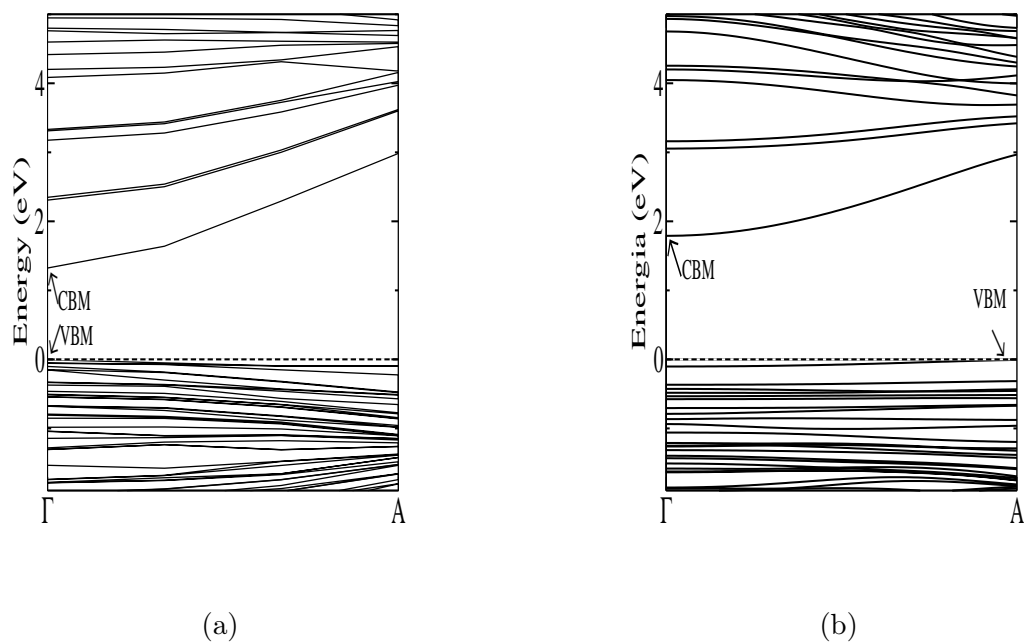 Energy (eV)
4
2
0
CBM
VBM
Γ
A
(a)
Energia (eV)
4
2
0
CBM
VBM
Γ
A
(b)